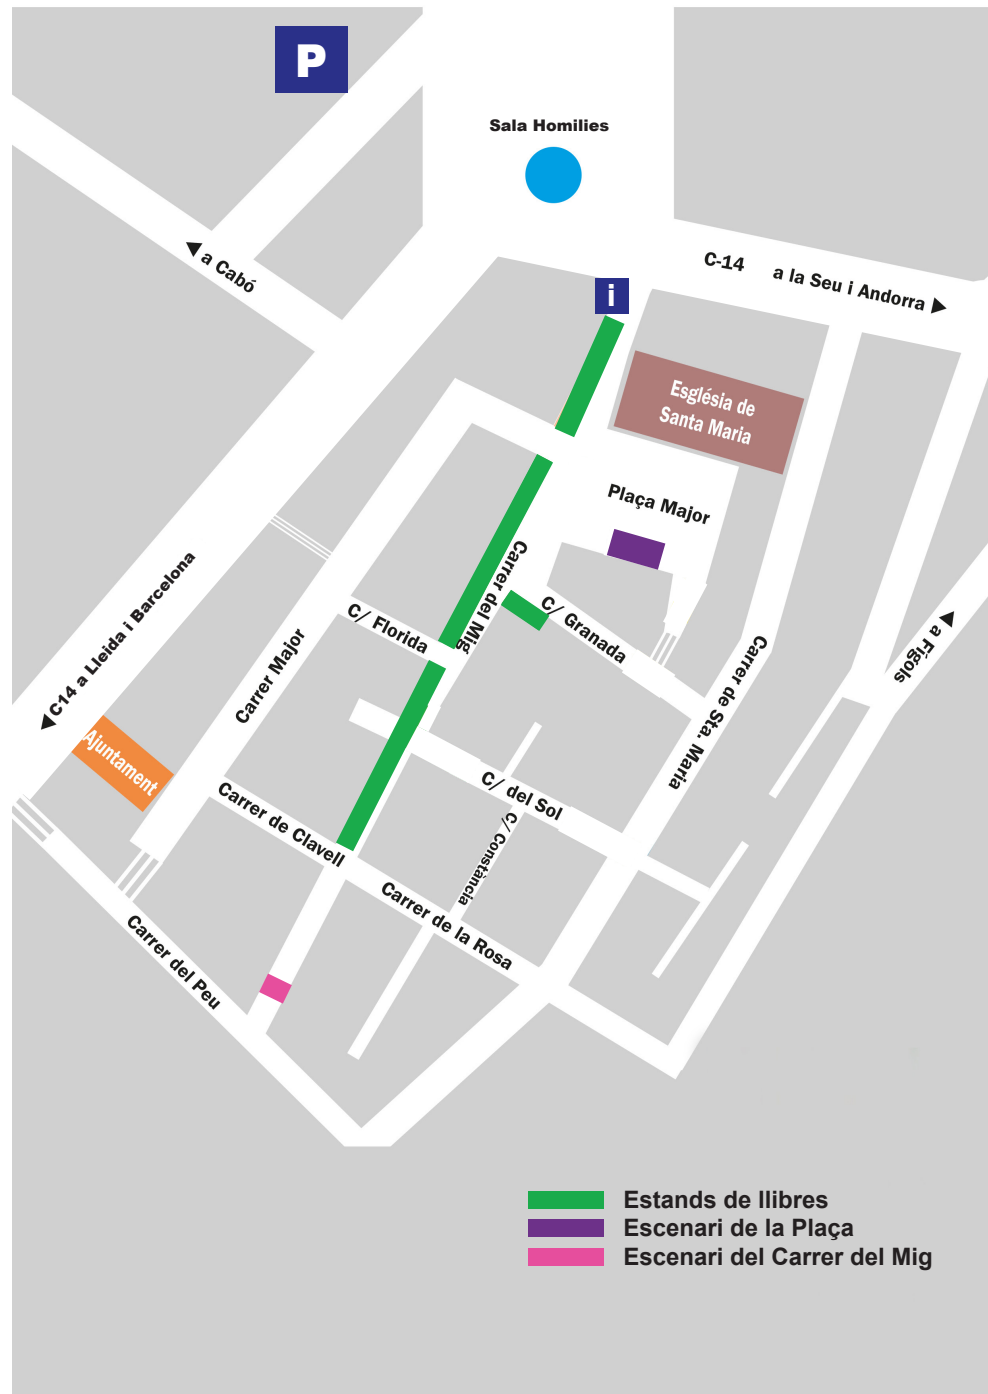 P
Sala Homilies
a Cabó
C-14 a la Seu i Andorra
i
Església de
Santa Maria
Plaça Major
Carrer del Mig
C/ Granada
C/ Florida
C14 a Lleida i Barcelona
Carrer Major
a Fígols
Carrer de Sta. Maria
Ajuntament
C/ del Sol
Carrer de Clavell
C/ Constància
Carrer de la Rosa
Carrer del Peu
Estands de llibres
Escenari de la Plaça
Escenari del Carrer del Mig